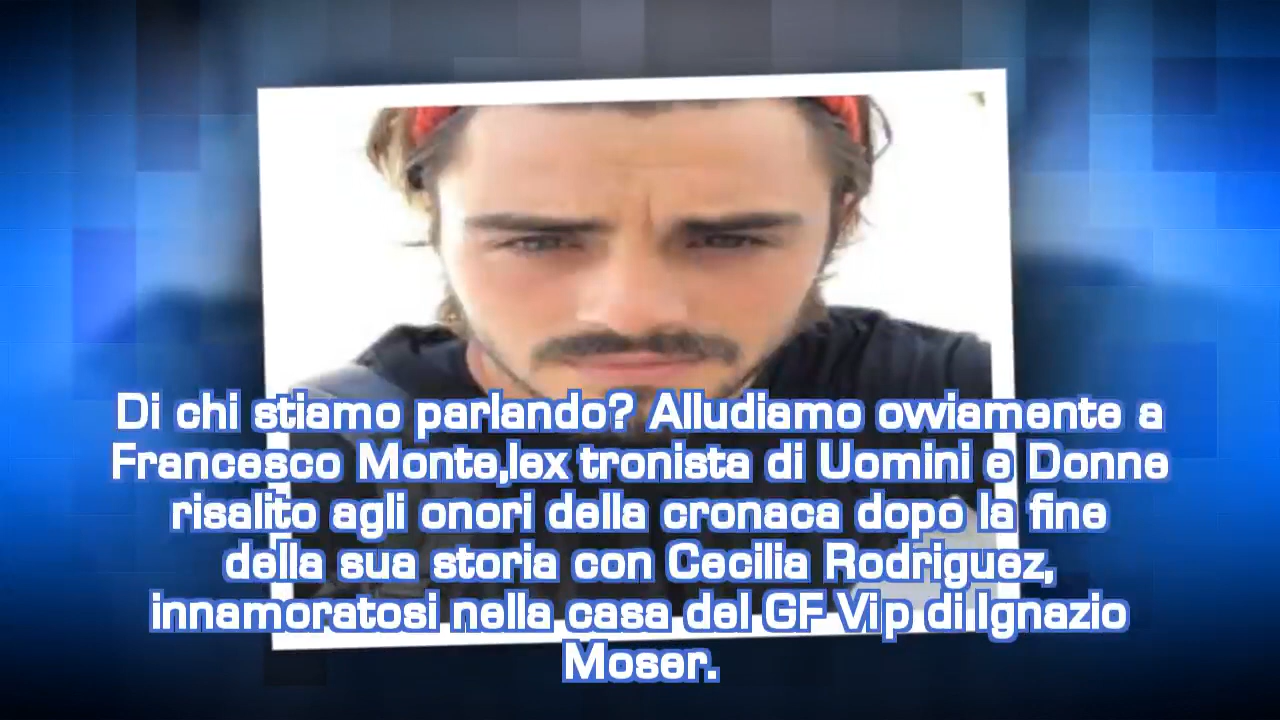 Di chi stiamo parlando? Alludiamo ovviamente a
Francesco Monte,lex tronista di Uomini e Donne
risalito agli onori della cronaca dopo la fine
della sua storia con Cecilia Rodriguez,
innamoratosi nella casa del GF Vip di Ignazio
Moser.